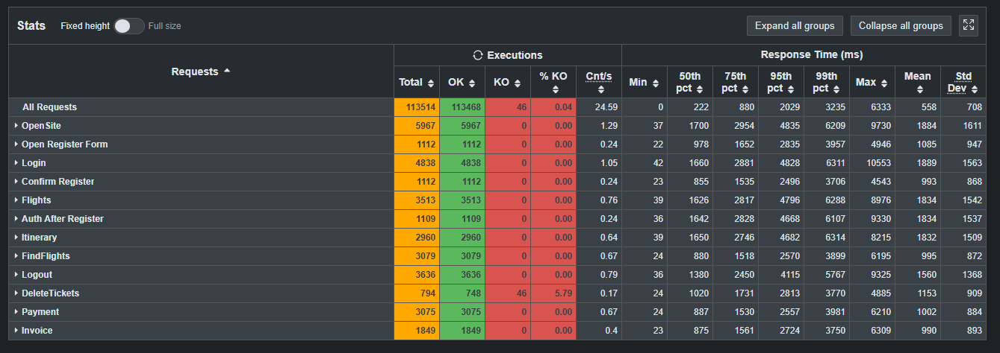 Stats Fixed height Full size Expand all groups Collapse all groups
Requests Executions Response Time (ms)
Total OK KO % KO Cnt/s Min 50th pct 75th pct 95th pct 99th pct Max Mean Std Dev
All Requests 113514 113468 46 0.04 24.59 0 222 880 2029 3235 6333 558 708
OpenSite 5967 5967 0 0.00 1.29 37 1700 2954 4835 6209 9730 1884 1611
Open Register Form 1112 1112 0 0.00 0.24 22 978 1652 2835 3957 4946 1085 947
Login 4838 4838 0 0.00 1.05 42 1660 2881 4828 6311 10553 1889 1563
Confirm Register 1112 1112 0 0.00 0.24 23 855 1535 2496 3706 4543 993 868
Flights 3513 3513 0 0.00 0.76 39 1626 2817 4796 6288 8976 1834 1542
Auth After Register 1109 1109 0 0.00 0.24 36 1642 2828 4668 6107 9330 1834 1537
Itinerary 2960 2960 0 0.00 0.64 39 1650 2746 4682 6314 8215 1832 1509
FindFlights 3079 3079 0 0.00 0.67 24 880 1518 2570 3899 6195 995 872
Logout 3636 3636 0 0.00 0.79 36 1380 2450 4115 5767 9325 1560 1368
DeleteTickets 794 748 46 5.79 0.17 24 1020 1731 2813 3770 4885 1153 909
Payment 3075 3075 0 0.00 0.67 24 887 1530 2557 3981 6210 1002 884
Invoice 1849 1849 0 0.00 0.4 23 875 1561 2724 3750 6309 990 893